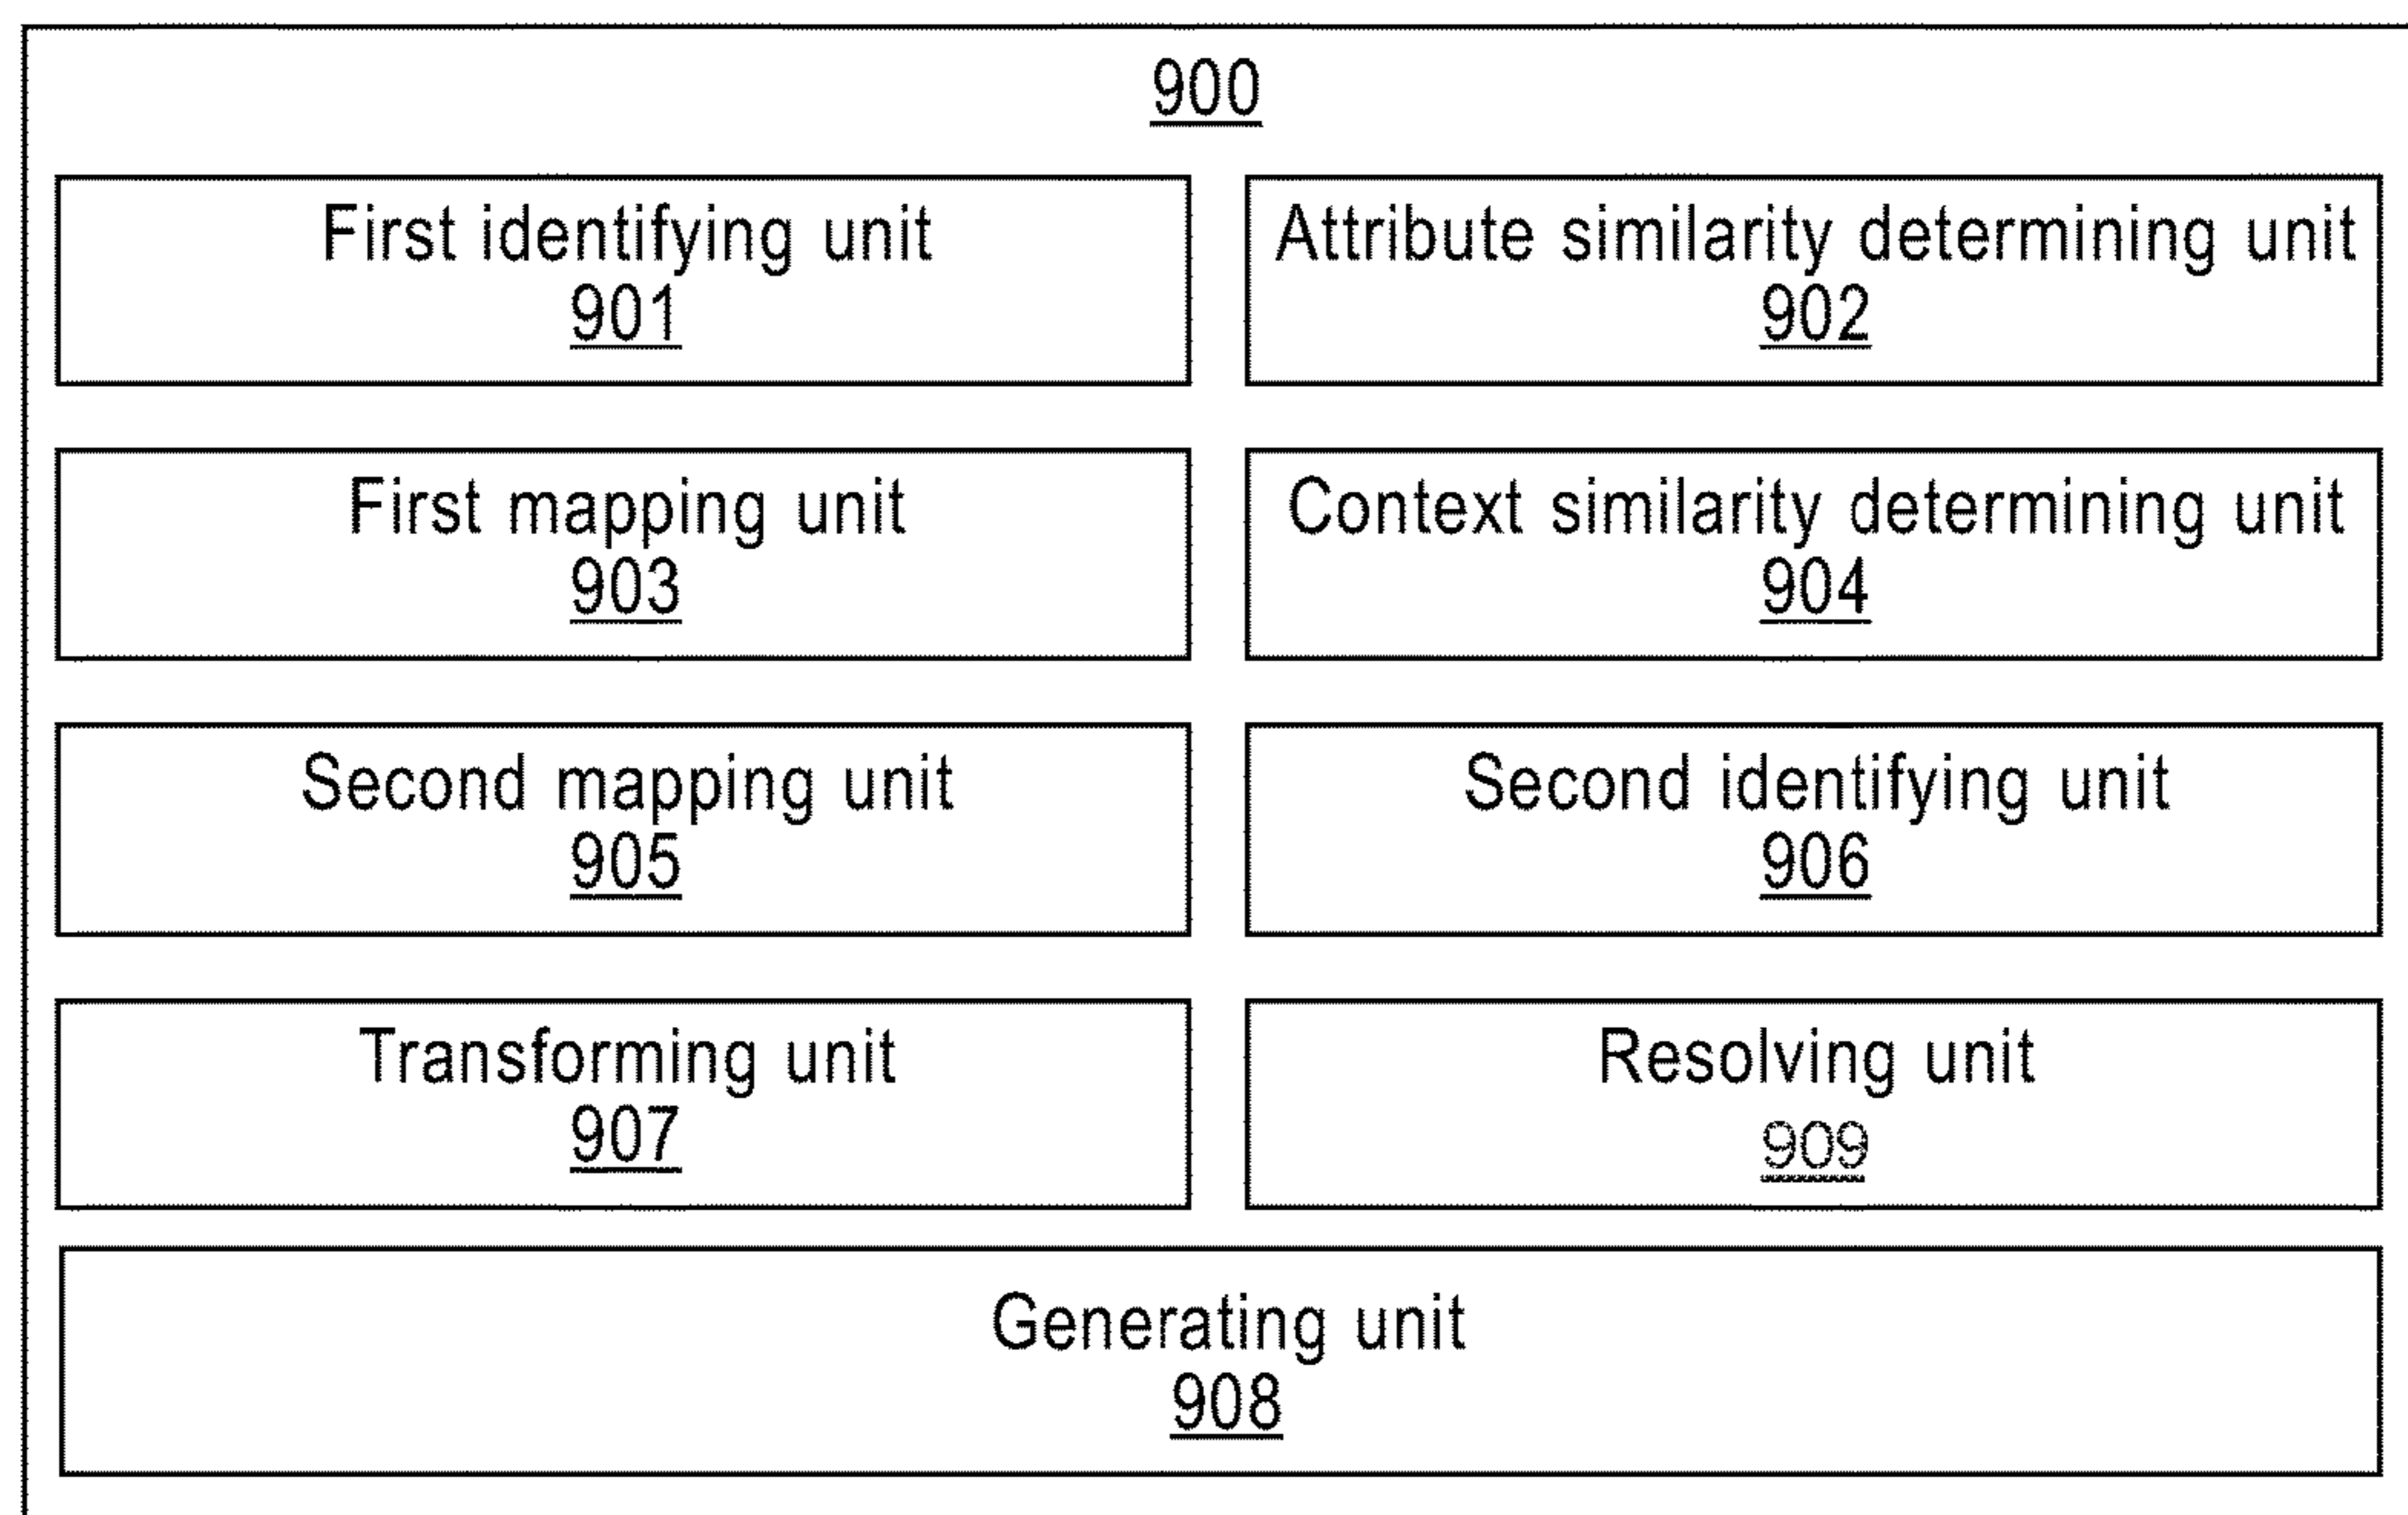 900
First identifying unit
901
Attribute similarity determining unit
902
First mapping unit
903
Context similarity determining unit
904
Second mapping unit
905
Second identifying unit
906
Transforming unit
907
Resolving unit
909
Generating unit
908